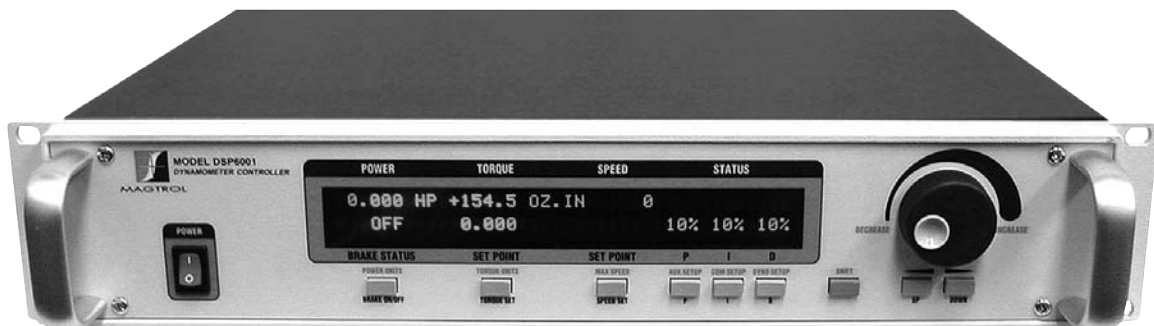 MODEL DSP6001
DYNAMOMETER CONTROLLER
MAGTROL
POWER TORQUE SPEED STATUS
0.000 HP +154.5 OZ.IN 0
OFF 0.000 10% 10% 10%
BRAKE STATUS SET POINT SET POINT P I D
POWER
I
POWER UNITS TORQUE UNITS MAX SPEED AUX SETUP COM SETUP DYNO SETUP SHIFT
BRAKE ON/OFF TORQUE SET SPEED SET P I D UP DOWN
DECREASE INCREASE